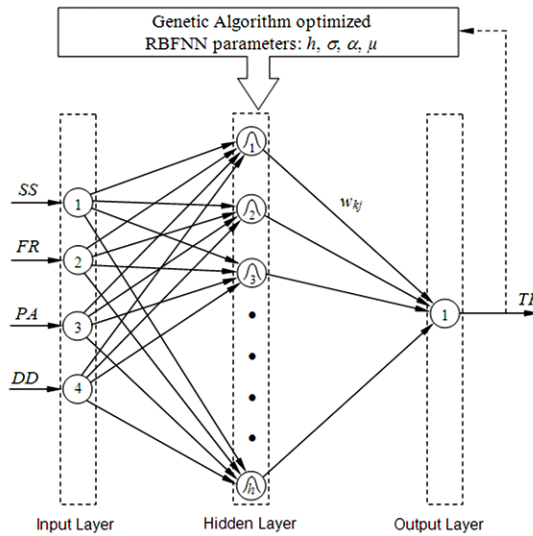 Genetic Algorithm optimized
RBFNN parameters: h, σ, α, μ
1
SS
1
w_kj
2
FR
2
3
PA
3
1
DD
4
h
Input Layer
Hidden Layer
Output Layer